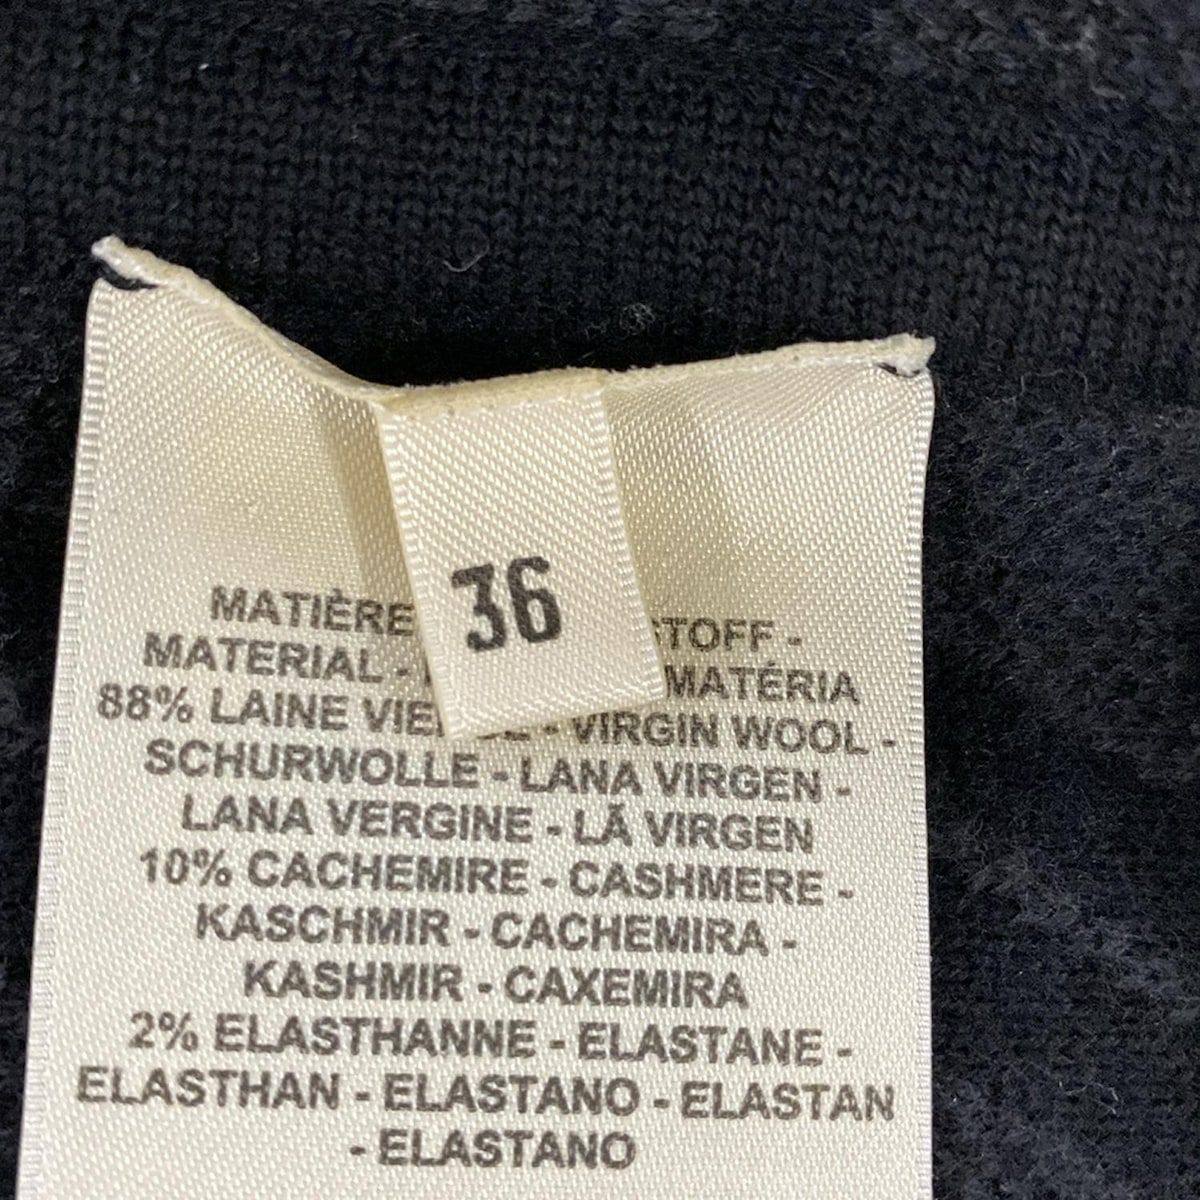 36
MATIÈRE STOFF -
MATERIAL - MATÉRIA
88% LAINE - VIRGIN WOOL -
SCHURWOLLE - LANA VIRGEN -
LANA VERGINE - LÃ VIRGEN
10% CACHEMIRE - CASHMERE -
KASCHMIR - CACHEMIRA -
KASHMIR - CAXEMIRA
2% ELASTHANNE - ELASTANE -
ELASTHAN - ELASTANO - ELASTAN
- ELASTANO